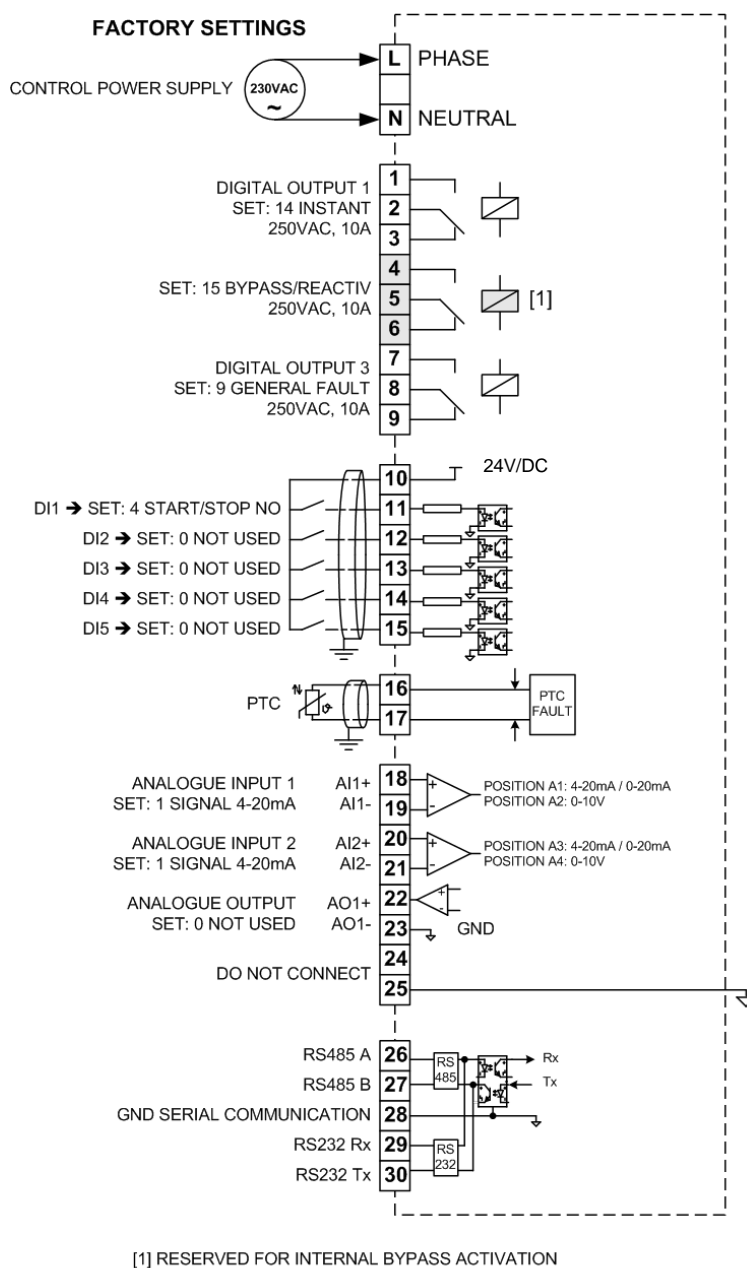 FACTORY SETTINGS
CONTROL POWER SUPPLY
230VAC
~
L PHASE
N NEUTRAL
DIGITAL OUTPUT 1
SET: 14 INSTANT
250VAC, 10A
1
2
3
SET: 15 BYPASS/REACTIV
250VAC, 10A
4
5
6
[1]
DIGITAL OUTPUT 3
SET: 9 GENERAL FAULT
250VAC, 10A
7
8
9
10 24V/DC
DI1 → SET: 4 START/STOP NO 11
DI2 → SET: 0 NOT USED 12
DI3 → SET: 0 NOT USED 13
DI4 → SET: 0 NOT USED 14
DI5 → SET: 0 NOT USED 15
PTC
16
17
PTC
FAULT
ANALOGUE INPUT 1 AI1+ 18
SET: 1 SIGNAL 4-20mA AI1- 19
+
-
POSITION A1: 4-20mA / 0-20mA
POSITION A2: 0-10V
ANALOGUE INPUT 2 AI2+ 20
SET: 1 SIGNAL 4-20mA AI2- 21
+
-
POSITION A3: 4-20mA / 0-20mA
POSITION A4: 0-10V
ANALOGUE OUTPUT AO1+ 22
+
-
SET: 0 NOT USED AO1- 23 GND
DO NOT CONNECT
24
25
RS485 A 26
RS485 B 27
RS
485
Rx
Tx
GND SERIAL COMMUNICATION 28
RS232 Rx 29
RS232 Tx 30
RS
232
[1] RESERVED FOR INTERNAL BYPASS ACTIVATION